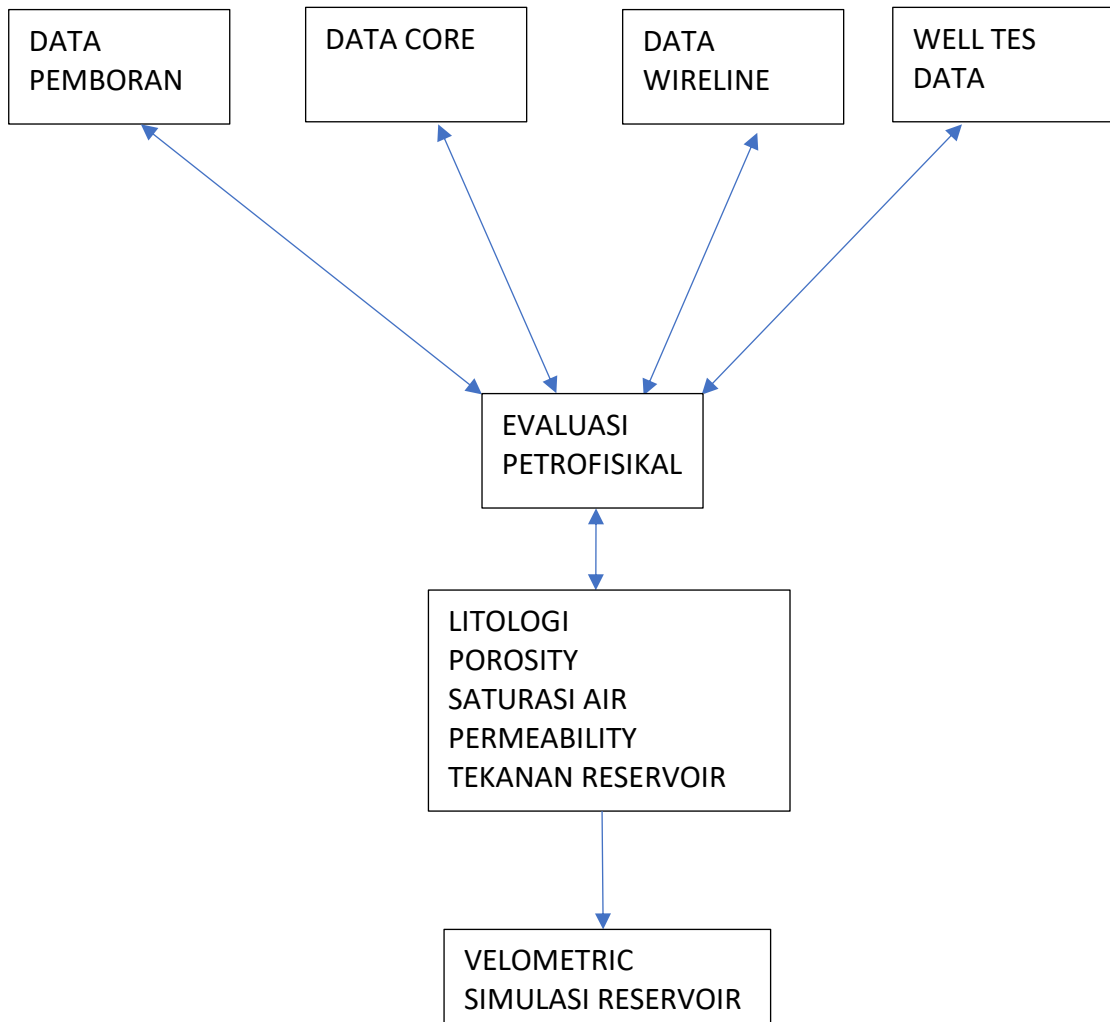 DATA
PEMBORAN
DATA CORE
DATA
WIRELINE
WELL TES
DATA
EVALUASI
PETROFISIKAL
LITOLOGI
POROSITY
SATURASI AIR
PERMEABILITY
TEKANAN RESERVOIR
VELOMETRIC
SIMULASI RESERVOIR